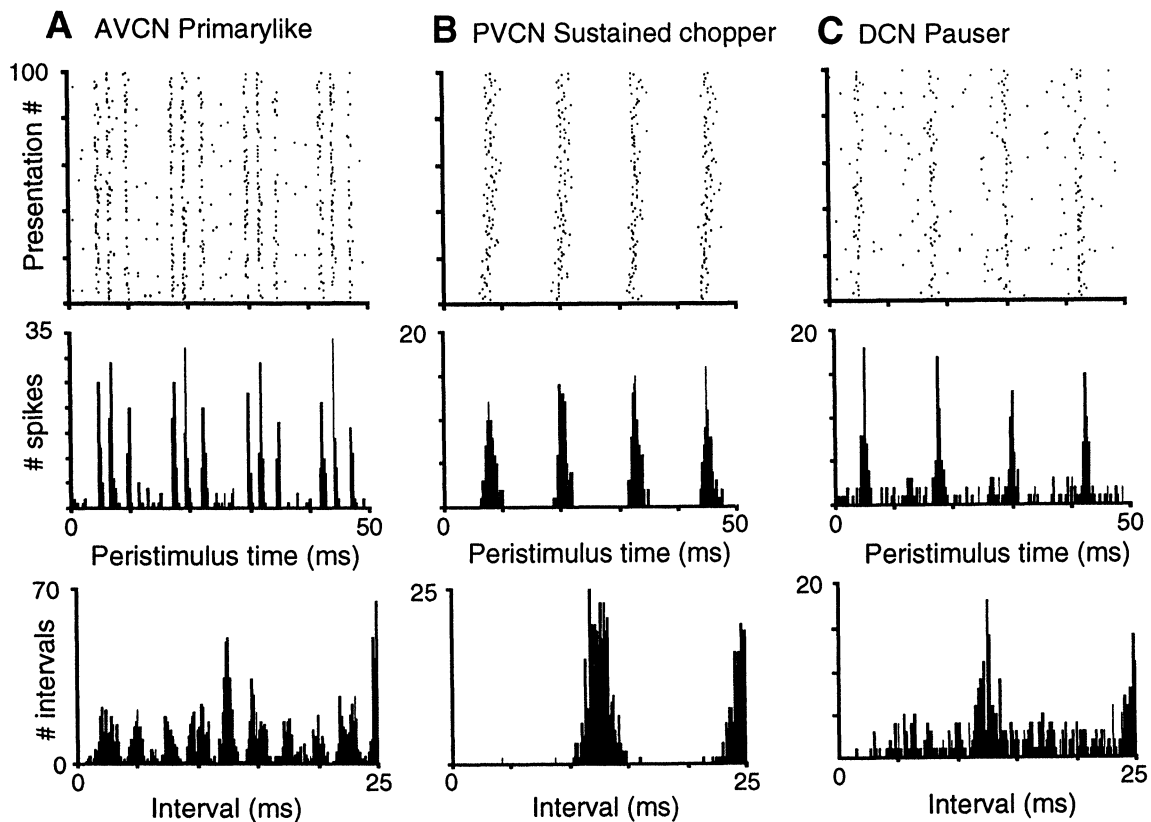 A AVCN Primarylike
B PVCN Sustained chopper
C DCN Pauser
100
Presentation #
35
# spikes
0 50
Peristimulus time (ms)
20
0 50
Peristimulus time (ms)
20
0 50
Peristimulus time (ms)
70
# intervals
0
0 25
Interval (ms)
25
0 25
Interval (ms)
20
0 25
Interval (ms)